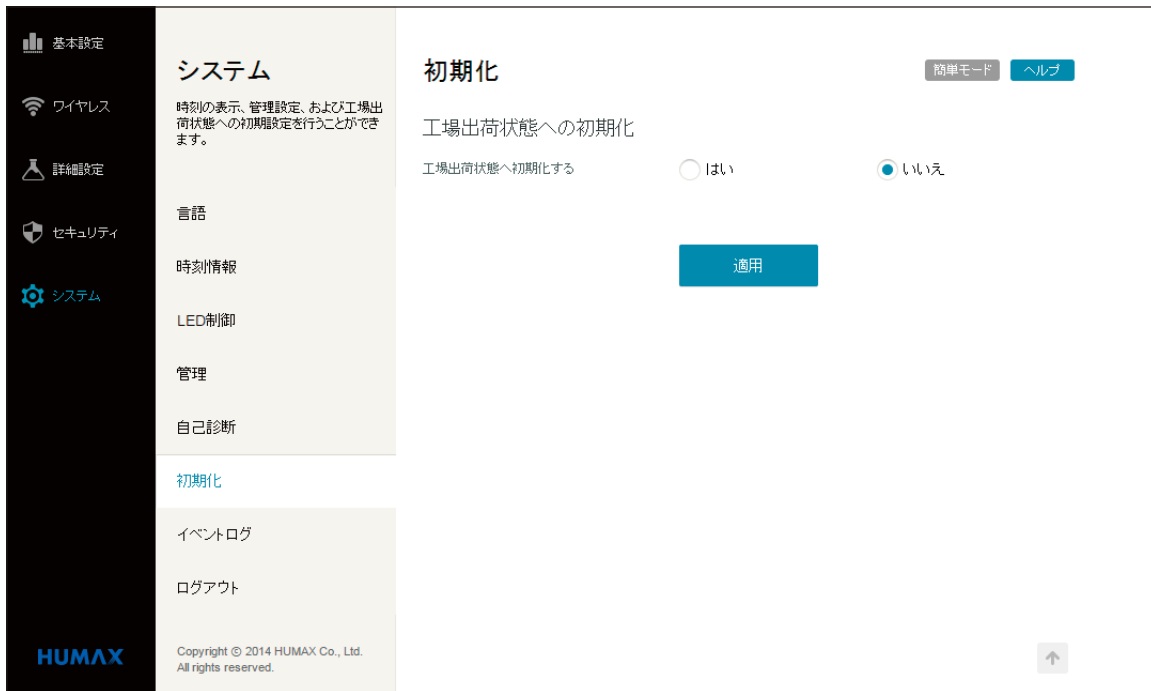 基本設定
ワイヤレス
詳細設定
セキュリティ
システム
HUMAX
システム
時刻の表示、管理設定、および工場出
荷状態への初期設定を行うことができ
ます。
言語
時刻情報
LED制御
管理
自己診断
初期化
イベントログ
ログアウト
Copyright © 2014 HUMAX Co., Ltd.
All rights reserved.
初期化
簡単モード
ヘルプ
工場出荷状態への初期化
工場出荷状態へ初期化する
はい
いいえ
適用